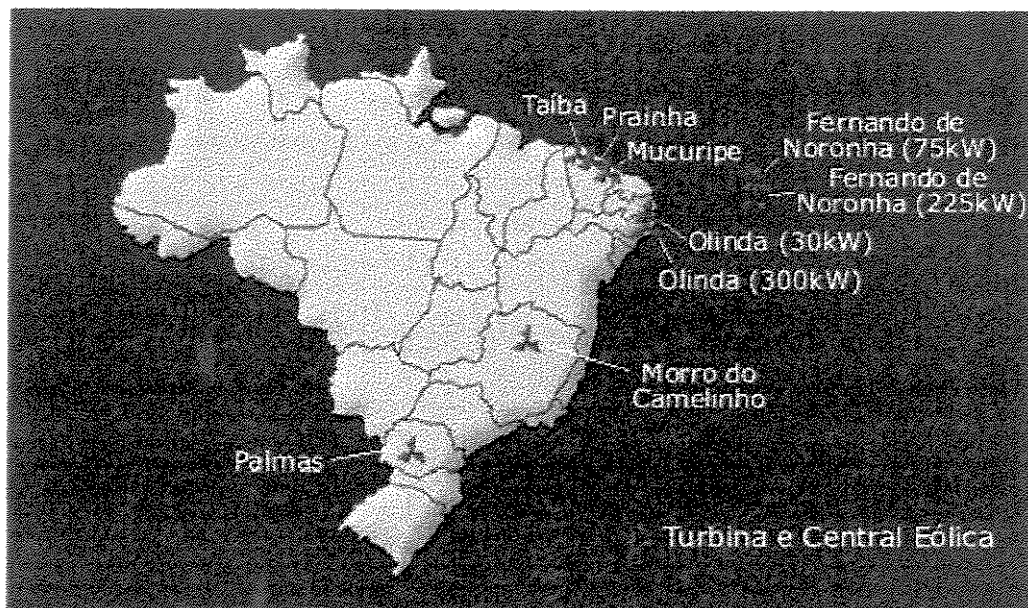 Taíba
Prainha
Mucuripe
Fernando de
Noronha (75kW)
Fernando de
Noronha (225kW)
Olinda (30kW)
Olinda (300kW)
Morro do
Camelinho
Palmas
Turbina e Central Eólica